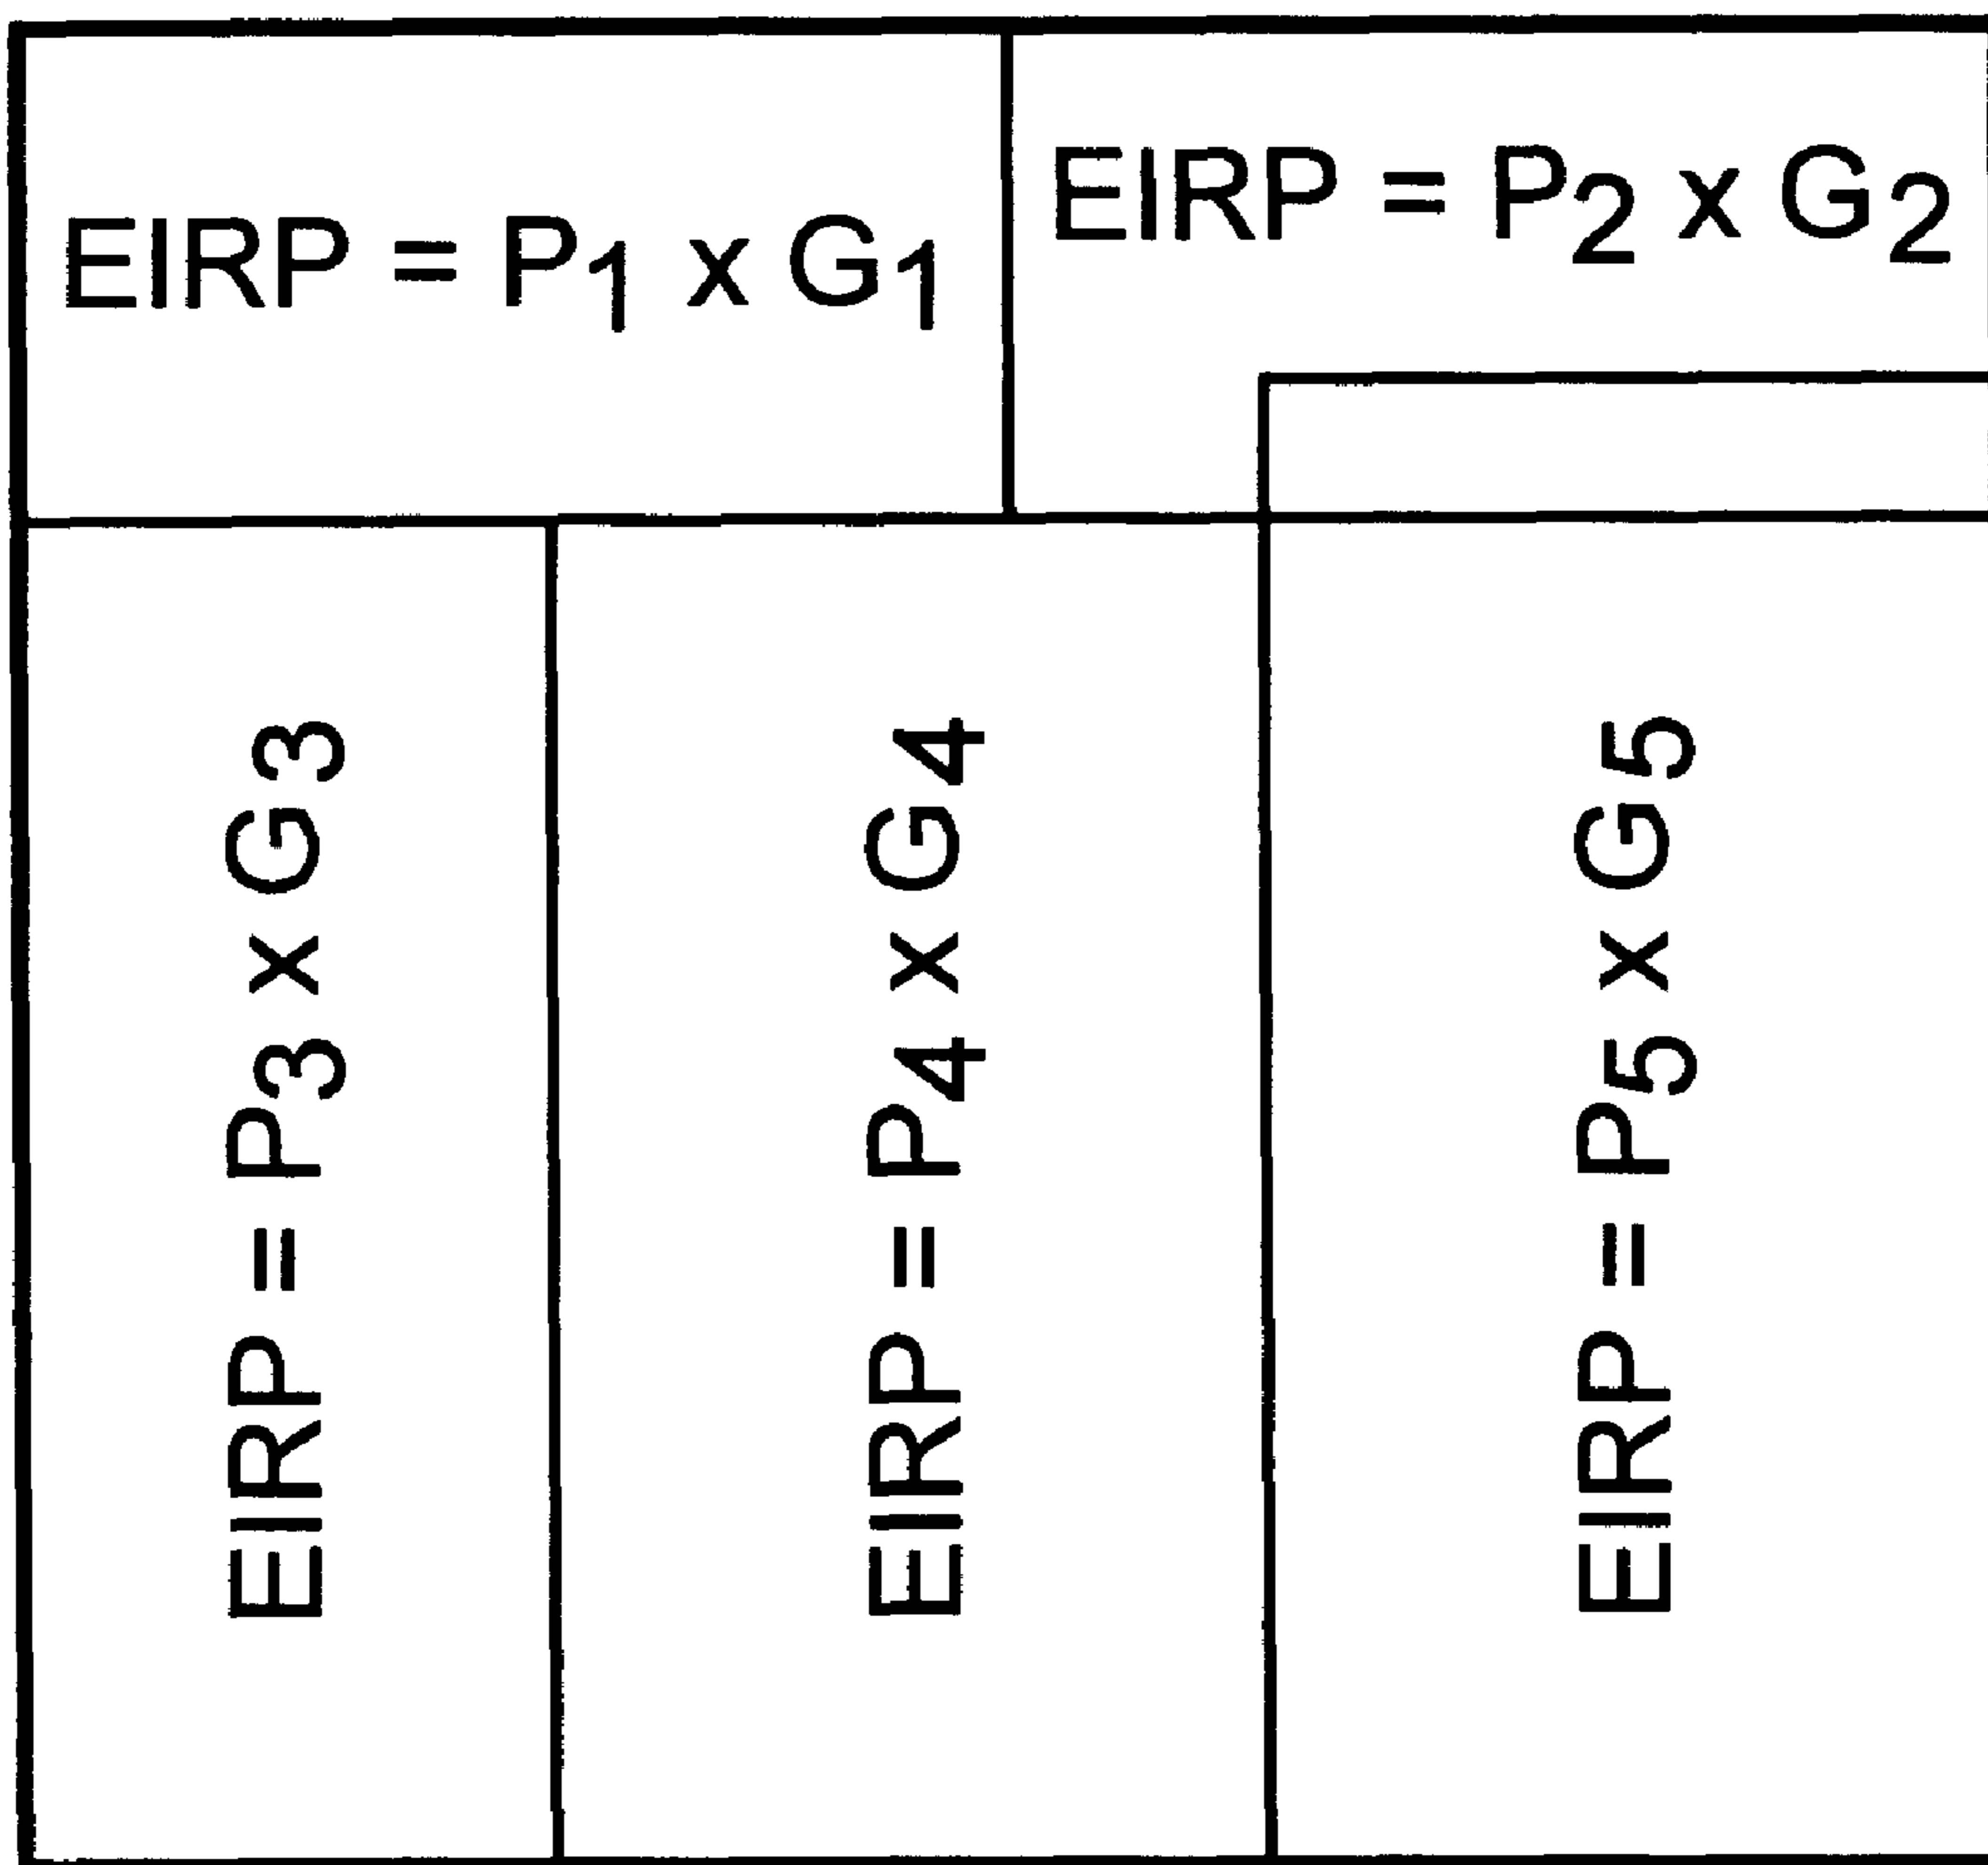 EIRP = P₁ x G₁
EIRP = P₂ x G₂
EIRP = P₃ x G₃
EIRP = P₄ x G₄
EIRP = P₅ x G₅